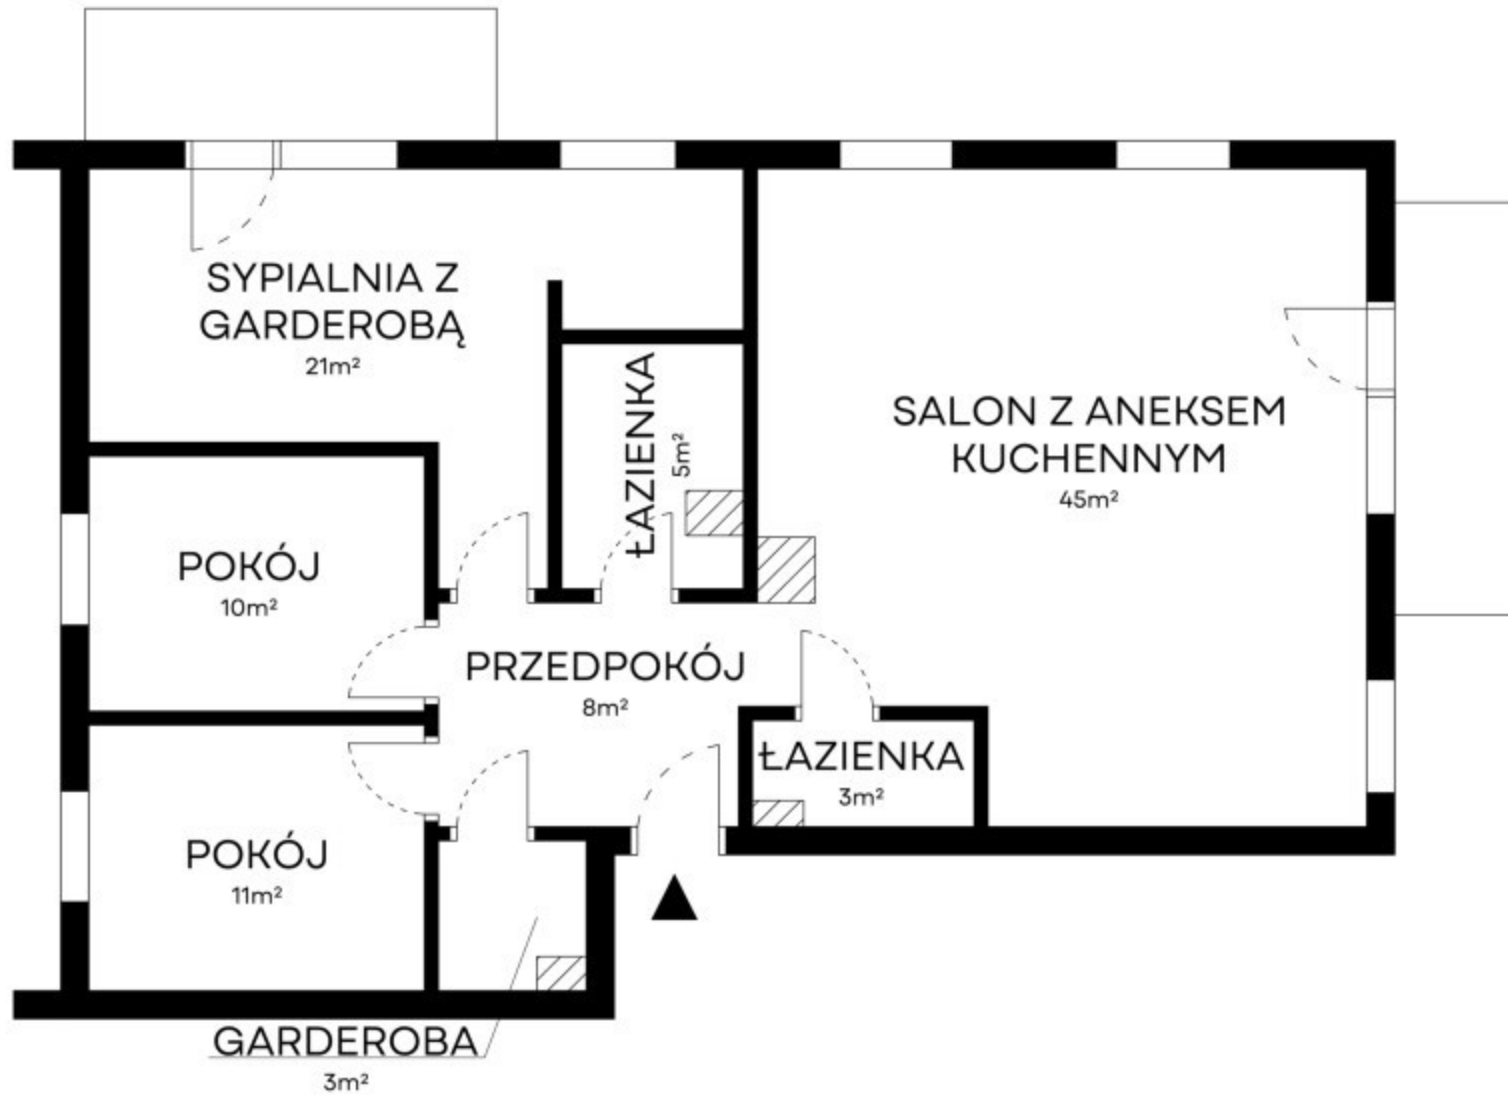 SYPIALNIA Z
GARDEROBĄ
21m²
ŁAZIENKA
5m²
SALON Z ANEKSEM
KUCHENNYM
45m²
POKÓJ
10m²
PRZEDPOKÓJ
8m²
ŁAZIENKA
3m²
POKÓJ
11m²
GARDEROBA
3m²